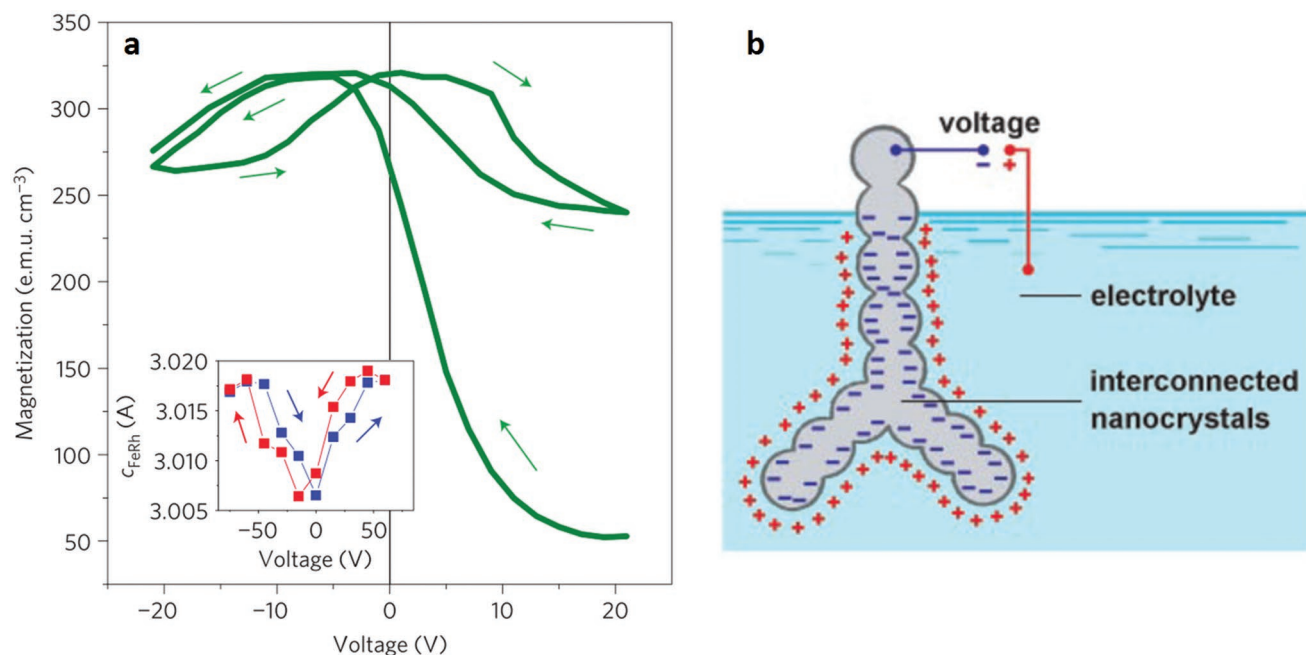 a
350
300
250
200
150
100
50
Magnetization (e.m.u. cm⁻³)
−20
−10
0
10
20
Voltage (V)
3.020
3.015
3.010
3.005
cFeRh (A)
−50
0
50
Voltage (V)
b
voltage
− +
electrolyte
interconnected
nanocrystals